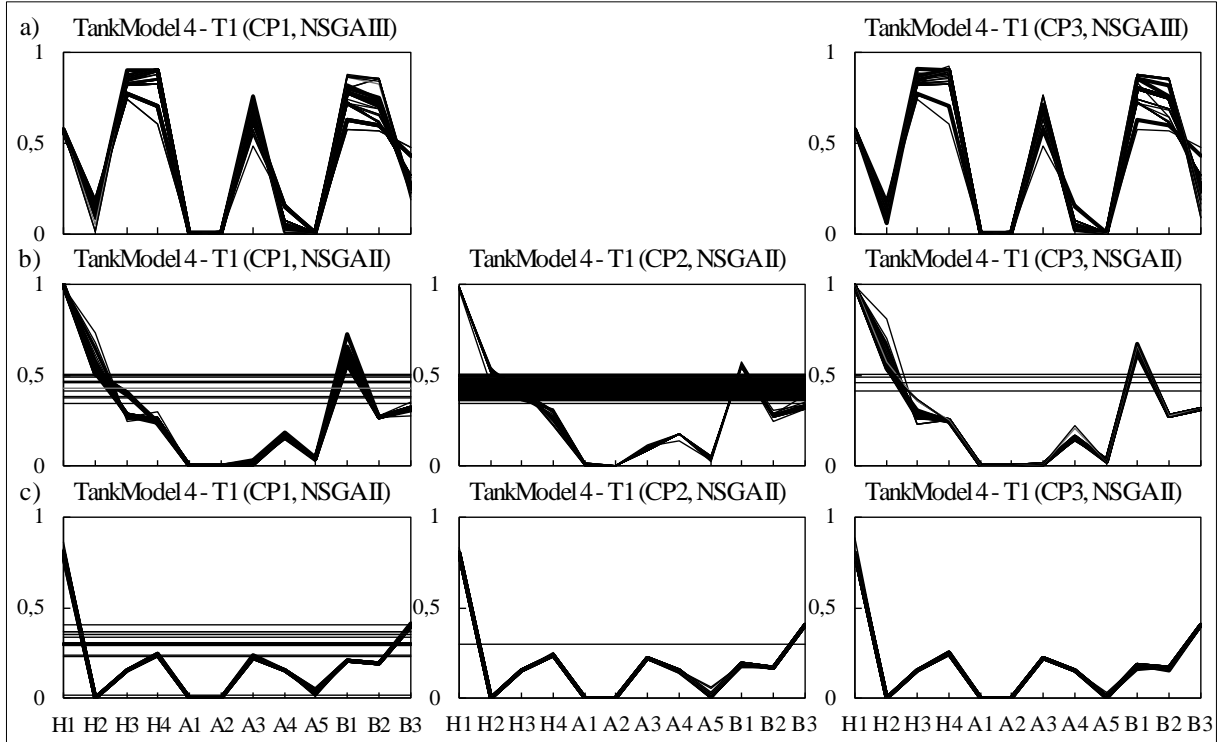 a) TankModel 4 - T1 (CP1, NSGAIII) TankModel 4 - T1 (CP3, NSGAIII)
1 1
0,5 0,5
0 0
b) TankModel 4 - T1 (CP1, NSGAII) TankModel 4 - T1 (CP2, NSGAII) TankModel 4 - T1 (CP3, NSGAII)
1 1 1
0,5 0,5 0,5
0 0 0
c) TankModel 4 - T1 (CP1, NSGAII) TankModel 4 - T1 (CP2, NSGAII) TankModel 4 - T1 (CP3, NSGAII)
1 1 1
0,5 0,5 0,5
0 0 0
H1 H2 H3 H4 A1 A2 A3 A4 A5 B1 B2 B3 H1 H2 H3 H4 A1 A2 A3 A4 A5 B1 B2 B3 H1 H2 H3 H4 A1 A2 A3 A4 A5 B1 B2 B3